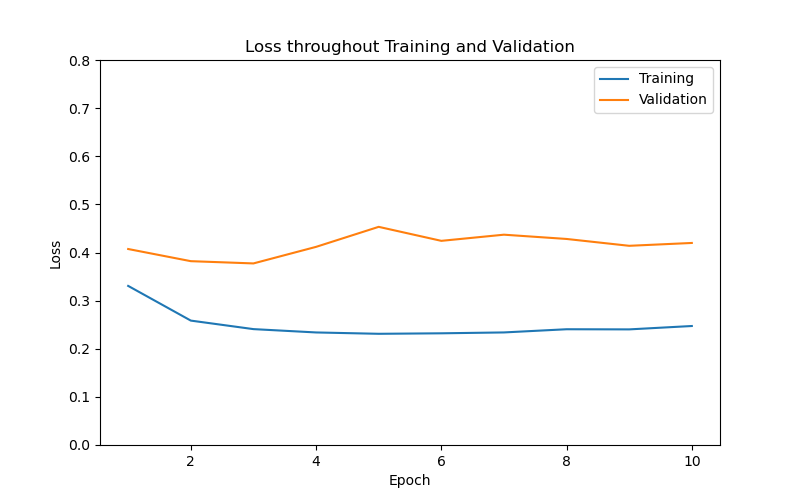 Loss throughout Training and Validation
0.8
0.7
0.6
0.5
0.4
0.3
0.2
0.1
0.0
Loss
Training
Validation
2 4 6 8 10
Epoch